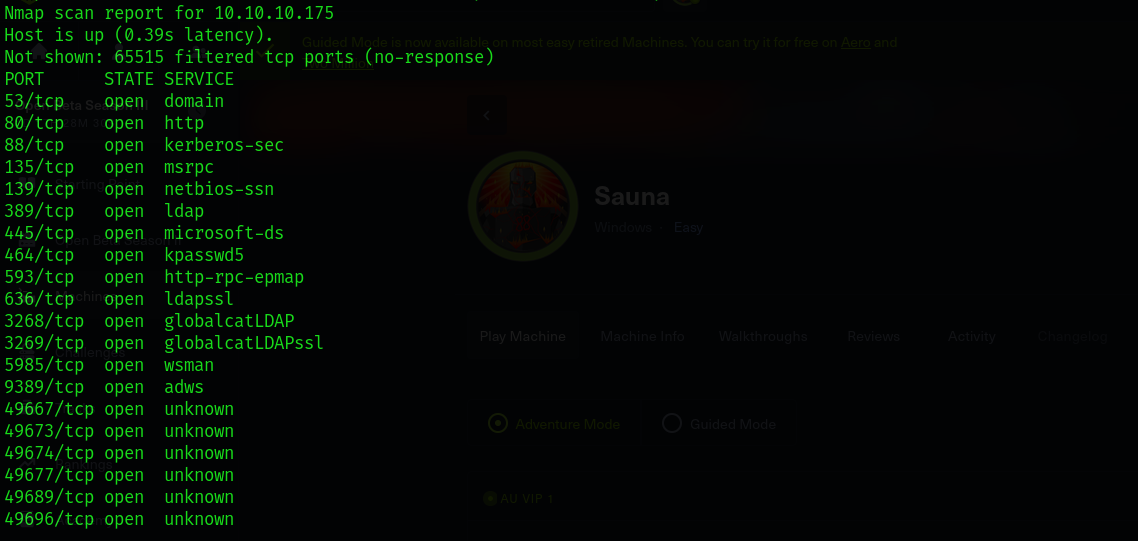 Nmap scan report for 10.10.10.175
Host is up (0.39s latency).
Guided Mode is now available on most easy retired Machines. You can try it for free on Aero and
Not shown: 65515 filtered tcp ports (no-response)
PORT STATE SERVICE
53/tcp open domain
80/tcp open http
88/tcp open kerberos-sec
135/tcp open msrpc
139/tcp open netbios-ssn
389/tcp open ldap
445/tcp open microsoft-ds
464/tcp open kpasswd5
593/tcp open http-rpc-epmap
636/tcp open ldapssl
3268/tcp open globalcatLDAP
3269/tcp open globalcatLDAPssl
5985/tcp open wsman
9389/tcp open adws
49667/tcp open unknown
49673/tcp open unknown
49674/tcp open unknown
49677/tcp open unknown
49689/tcp open unknown
49696/tcp open unknown
Sauna
Windows · Easy
Play Machine Machine Info Walkthroughs Reviews Activity Changelog
Adventure Mode Guided Mode
AU VIP 1